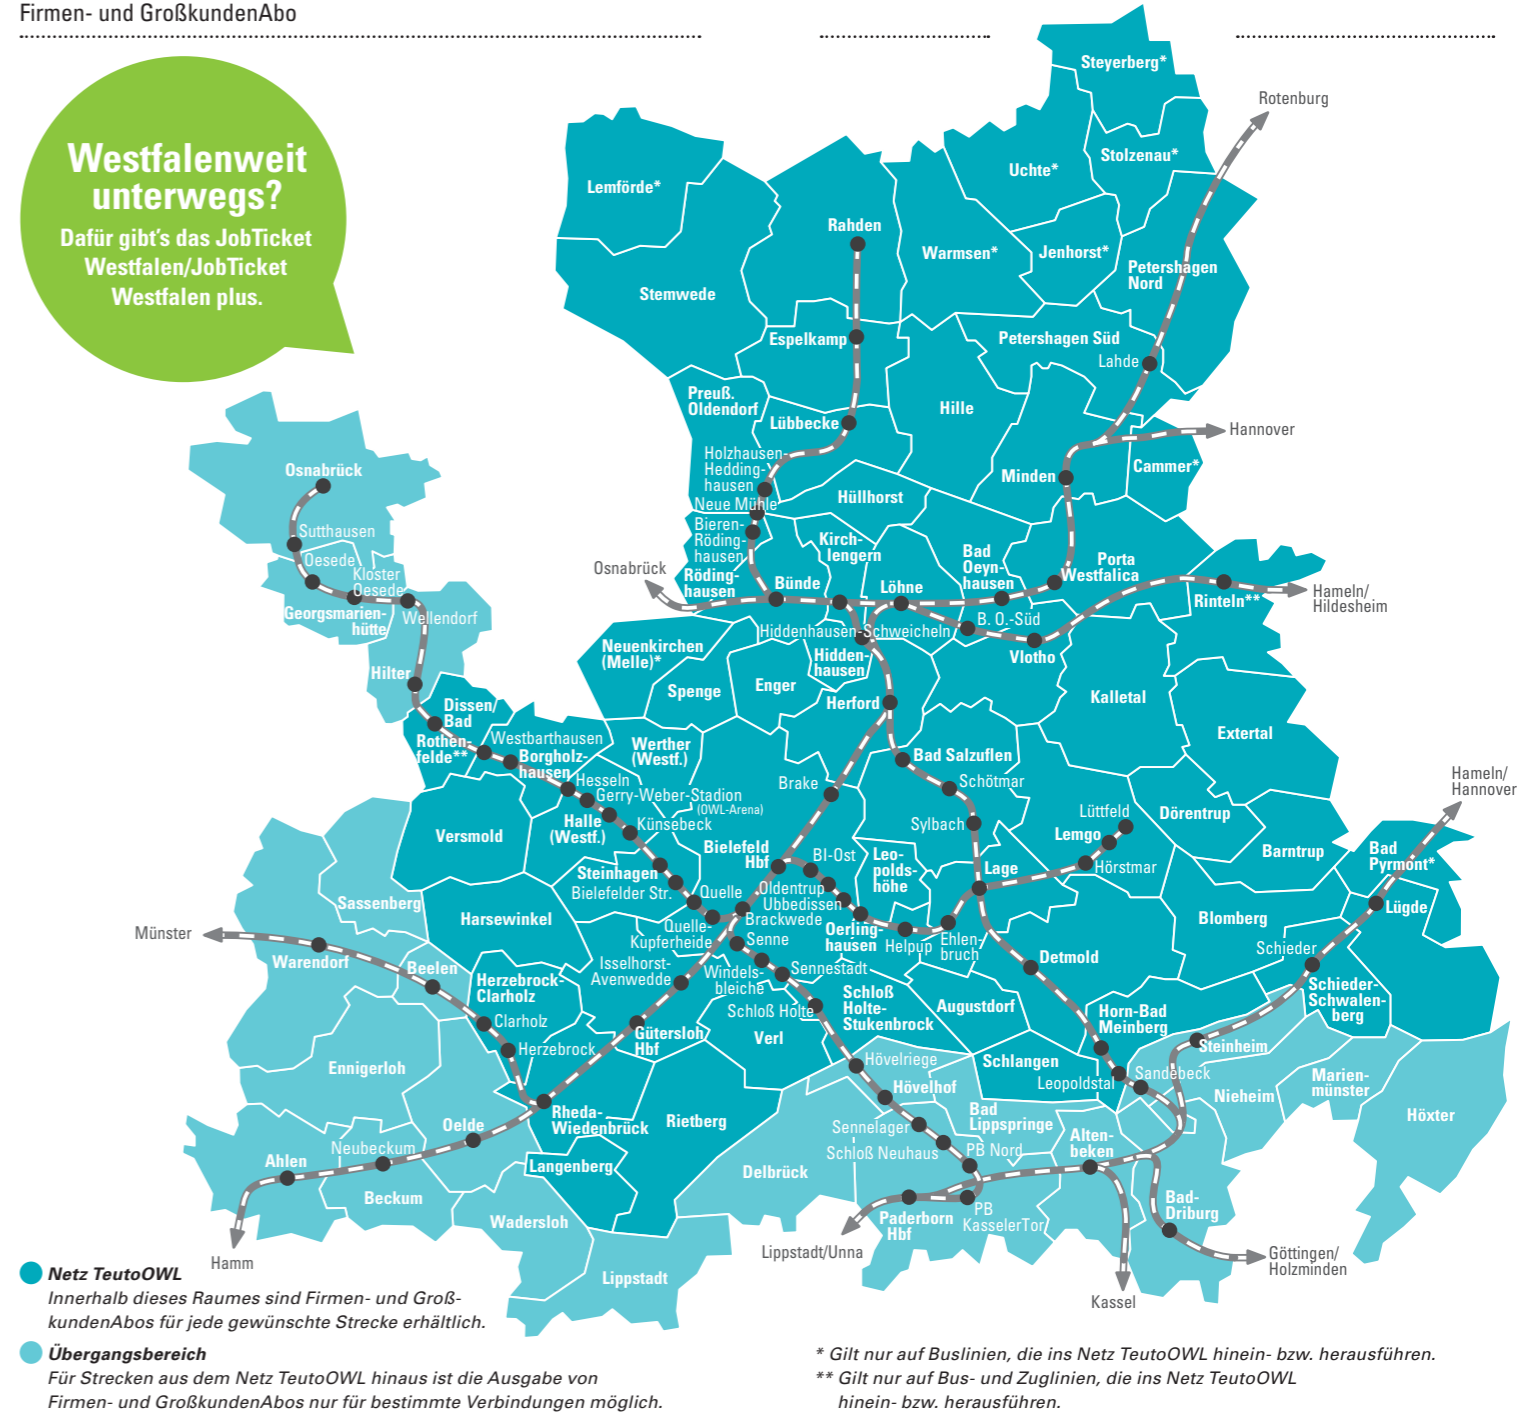 Firmen- und GroßkundenAbo
Westfalenweit
unterwegs?
Dafür gibt's das JobTicket
Westfalen/JobTicket
Westfalen plus.
Steyerberg*
Rotenburg
Stolzenau*
Uchte*
Lemförde*
Rahden
Warmsen*
Jenhorst*
Petershagen
Nord
Stemwede
Espelkamp
Petershagen Süd
Lahde
Preuß.
Oldendorf
Hille
Lübbecke
Hannover
Holzhausen-
Hedding-
hausen
Minden
Cammer*
Osnabrück
Neue Mühle
Hüllhorst
Sutthausen
Bieren-
Röding-
hausen
Kirch-
lengern
Bad
Oeyn-
hausen
Porta
Westfalica
Oesede
Kloster
Oesede
Osnabrück
Röding-
hausen
Bünde
Löhne
Rinteln**
Hameln/
Hildesheim
Georgsmarien-
hütte
Wellendorf
B. O.-Süd
Hiddenhausen-Schweicheln
Neuenkirchen
(Melle)*
Hidden-
hausen
Vlotho
Hilter
Spenge
Enger
Herford
Kalletal
Dissen/
Bad
Rothen-
felde**
Westbarthausen
Borgholz-
hausen
Werther
(Westf.)
Bad Salzuflen
Extertal
Hesseln
Gerry-Weber-Stadion
(OWL-Arena)
Brake
Schötmar
Hameln/
Hannover
Versmold
Halle
(Westf.)
Künsebeck
Sylbach
Lüttfeld
Lemgo
Dörentrup
Bielefeld
Hbf
BI-Ost
Leo-
polds-
höhe
Lage
Hörstmar
Barntrup
Bad
Pyrmont*
Steinhagen
Bielefelder Str.
Quelle
Oldentrup
Ubbedissen
Brackwede
Sassenberg
Harsewinkel
Quelle-
Kupferheide
Oerling-
hausen
Helpup
Ehlen-
bruch
Blomberg
Lügde
Münster
Warendorf
Beelen
Isselhorst-
Avenwedde
Senne
Windels-
bleiche
Sennestadt
Detmold
Schieder
Herzebrock-
Clarholz
Schloß Holte
Schloß
Holte-
Stukenbrock
Augustdorf
Schieder-
Schwalen-
berg
Clarholz
Gütersloh
Hbf
Verl
Horn-Bad
Meinberg
Herzebrock
Hövelriege
Schlangen
Steinheim
Ennigerloh
Hövelhof
Leopoldstal
Sandebeck
Marien-
münster
Nieheim
Höxter
Rheda-
Wiedenbrück
Rietberg
Bad
Lippspringe
Oelde
Sennelager
Alten-
beken
Neubeckum
Schloß Neuhaus
PB Nord
Ahlen
Langenberg
Delbrück
Beckum
Bad-
Driburg
Wadersloh
Paderborn
Hbf
PB
KasselerTor
Hamm
Lippstadt/Unna
Göttingen/
Holzminden
Lippstadt
Kassel
Netz TeutoOWL
Innerhalb dieses Raumes sind Firmen- und Groß-
kundenAbos für jede gewünschte Strecke erhältlich.
Übergangsbereich
Für Strecken aus dem Netz TeutoOWL hinaus ist die Ausgabe von
Firmen- und GroßkundenAbos nur für bestimmte Verbindungen möglich.
* Gilt nur auf Buslinien, die ins Netz TeutoOWL hinein- bzw. herausführen.
** Gilt nur auf Bus- und Zuglinien, die ins Netz TeutoOWL
hinein- bzw. herausführen.